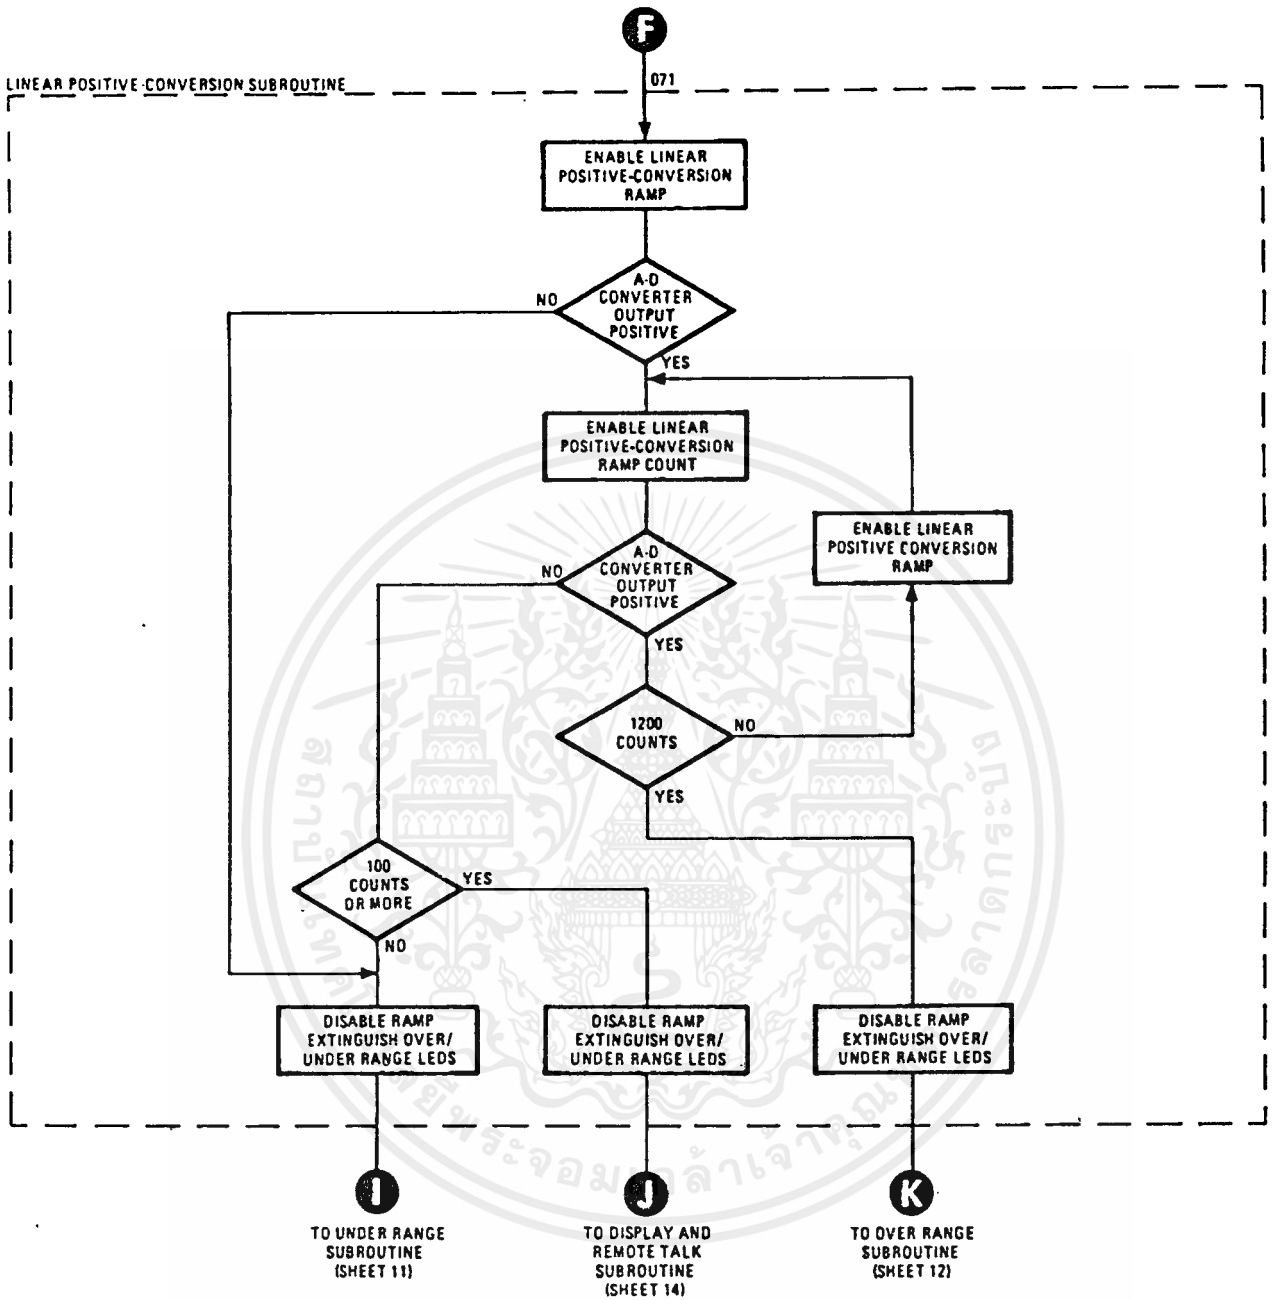 F
071
LINEAR POSITIVE-CONVERSION SUBROUTINE
ENABLE LINEAR
POSITIVE-CONVERSION
RAMP
A-D
CONVERTER
OUTPUT
POSITIVE
NO
YES
ENABLE LINEAR
POSITIVE-CONVERSION
RAMP COUNT
ENABLE LINEAR
POSITIVE CONVERSION
RAMP
A-D
CONVERTER
OUTPUT
POSITIVE
NO
YES
1200
COUNTS
NO
YES
100
COUNTS
OR MORE
YES
NO
DISABLE RAMP
EXTINGUISH OVER/
UNDER RANGE LEDS
DISABLE RAMP
EXTINGUISH OVER/
UNDER RANGE LEDS
DISABLE RAMP
EXTINGUISH OVER/
UNDER RANGE LEDS
I
J
K
TO UNDER RANGE
SUBROUTINE
(SHEET 11)
TO DISPLAY AND
REMOTE TALK
SUBROUTINE
(SHEET 14)
TO OVER RANGE
SUBROUTINE
(SHEET 12)